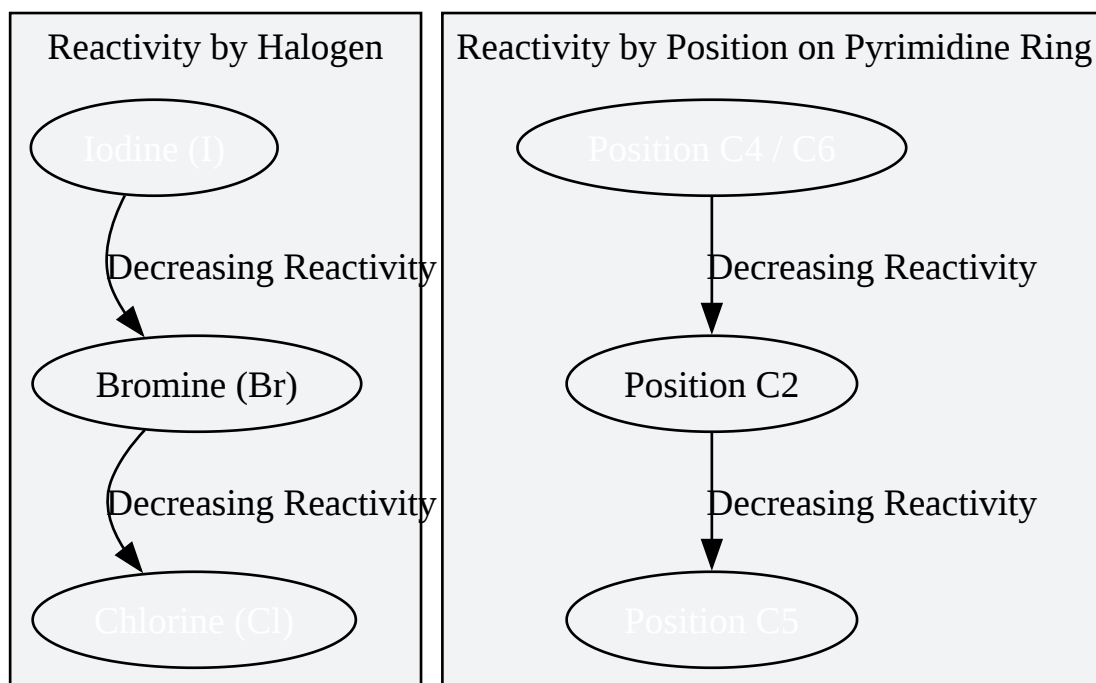 Reactivity by Halogen
Iodine (I)
Decreasing Reactivity
Bromine (Br)
Decreasing Reactivity
Chlorine (Cl)
Reactivity by Position on Pyrimidine Ring
Position C4 / C6
Decreasing Reactivity
Position C2
Decreasing Reactivity
Position C5